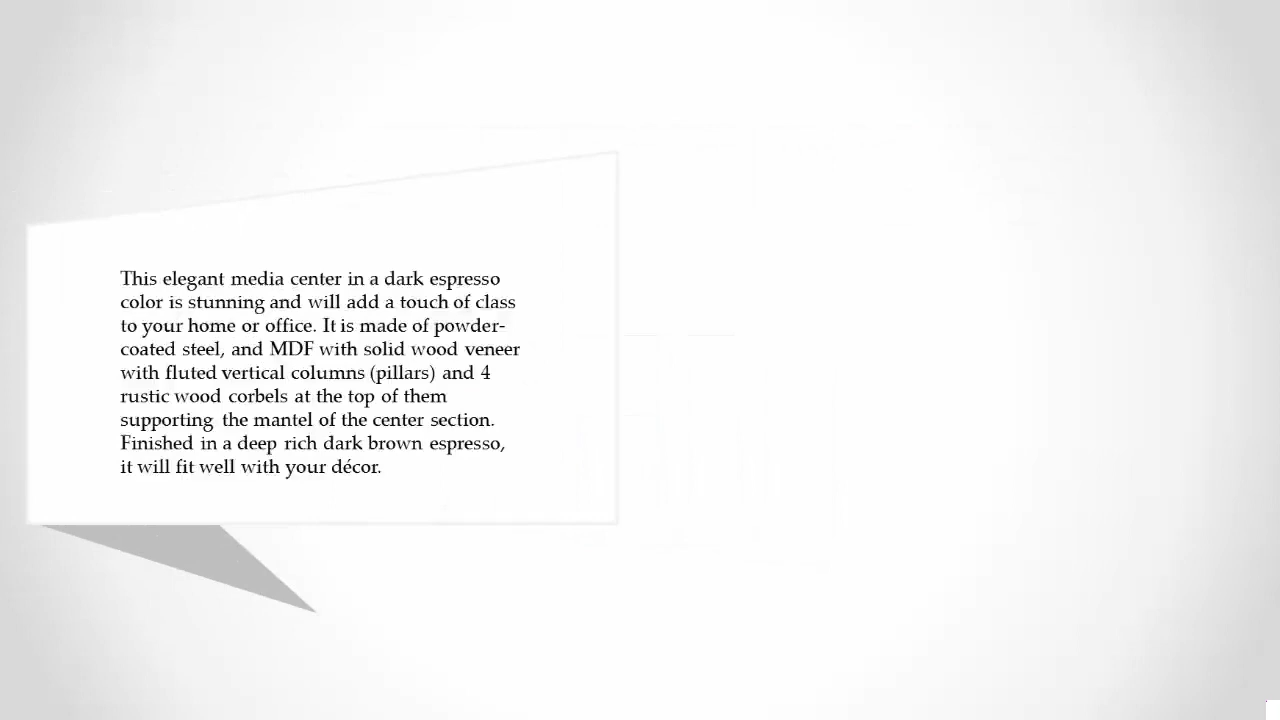 This elegant media center in a dark espresso
color is stunning and will add a touch of class
to your home or office. It is made of powder-
coated steel, and MDF with solid wood veneer
with fluted vertical columns (pillars) and 4
rustic wood corbels at the top of them
supporting the mantel of the center section.
Finished in a deep rich dark brown espresso,
it will fit well with your décor.